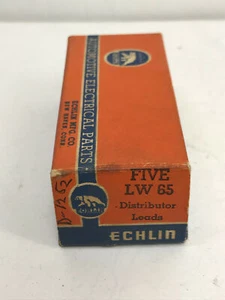 AUTOMOTIVE ELECTRICAL PARTS
ECHLIN MFG. CO.
NEW HAVEN, CONN.
FIVE
LW 65
Distributor
Leads
ECHLIN